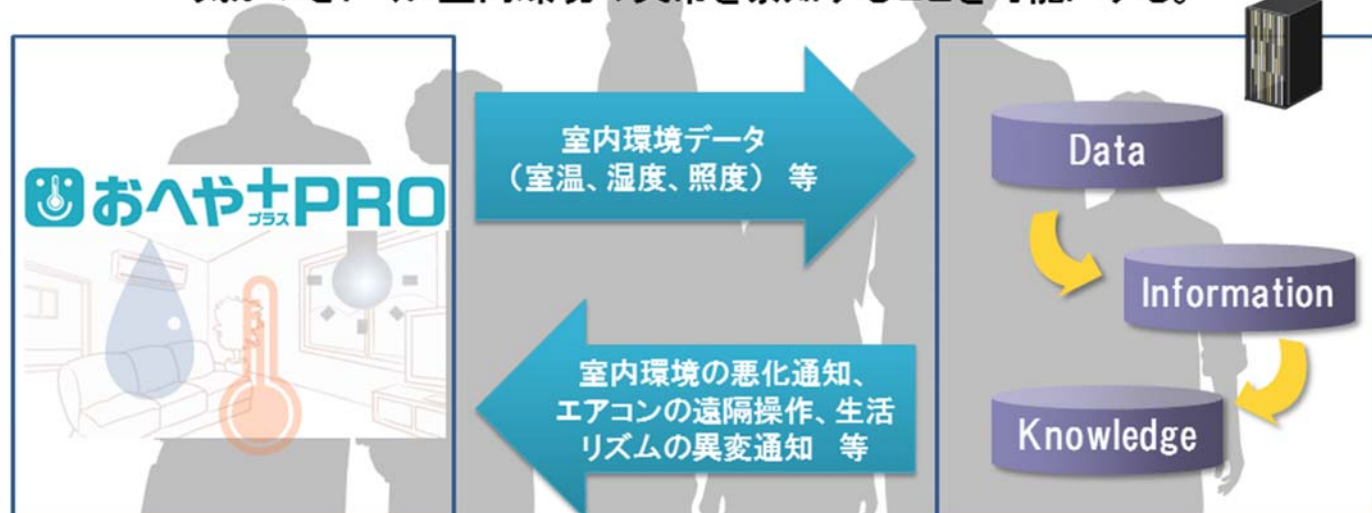 おへや+PRO
プラス
室内環境データ
（室温、湿度、照度） 等
室内環境の悪化通知、
エアコンの遠隔操作、生活
リズムの異変通知　等
Data
Information
Knowledge